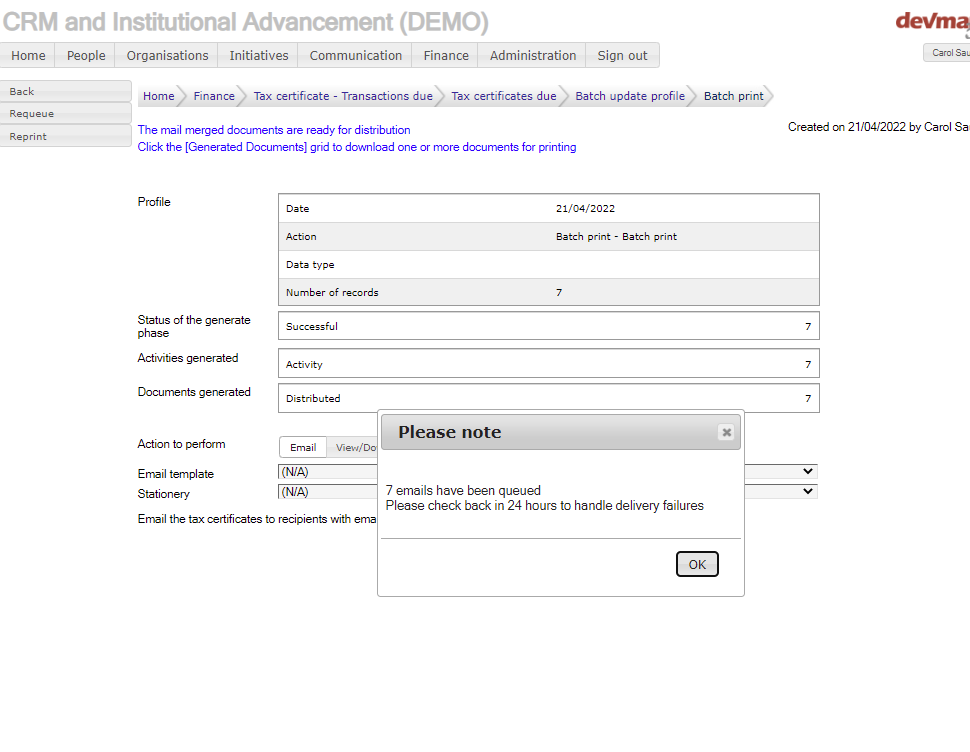 CRM and Institutional Advancement (DEMO)
Home People Organisations Initiatives Communication Finance Administration Sign out
Back
Requeue
Reprint
Home Finance Tax certificate - Transactions due Tax certificates due Batch update profile Batch print
The mail merged documents are ready for distribution
Click the [Generated Documents] grid to download one or more documents for printing
Created on 21/04/2022 by Carol
Profile
Date 21/04/2022
Action Batch print - Batch print
Data type
Number of records 7
Status of the generate
phase
Successful 7
Activities generated
Activity 7
Documents generated
Distributed 7
Action to perform
Email
Email template
(N/A)
Stationery
(N/A)
Email the tax certificates to recipients with
Please note
7 emails have been queued
Please check back in 24 hours to handle delivery failures
OK
Carol